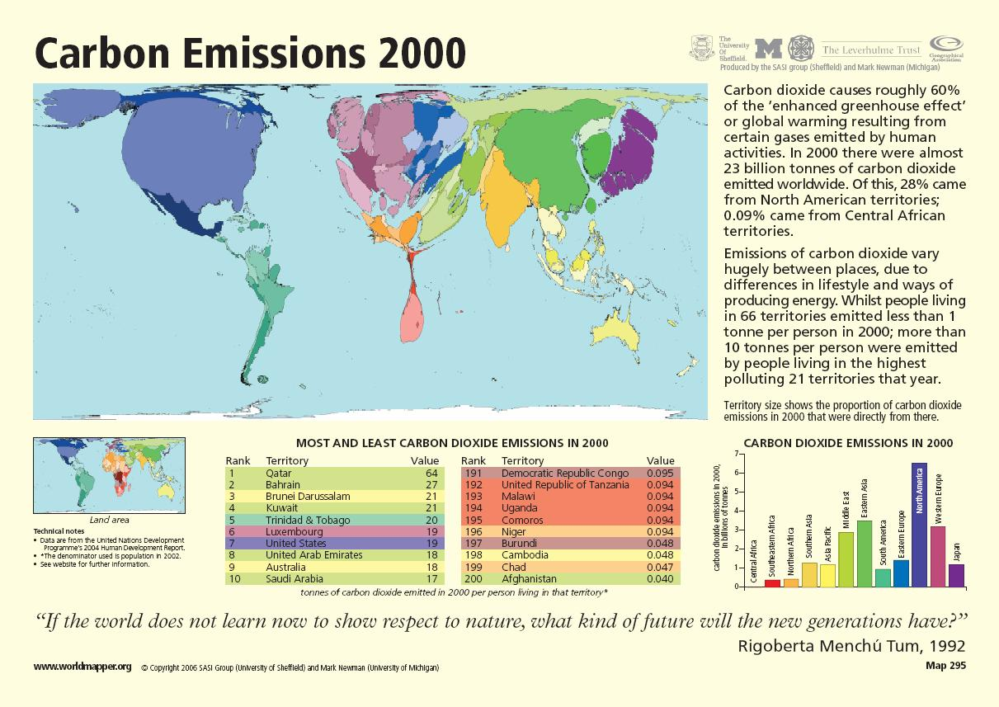 Carbon Emissions 2000
The
University
Of
Sheffield.
M
The Leverhulme Trust
Geographical
Association
Produced by the SASI group (Sheffield) and Mark Newman (Michigan)
Carbon dioxide causes roughly 60%
of the ‘enhanced greenhouse effect’
or global warming resulting from
certain gases emitted by human
activities. In 2000 there were almost
23 billion tonnes of carbon dioxide
emitted worldwide. Of this, 28% came
from North American territories;
0.09% came from Central African
territories.
Emissions of carbon dioxide vary
hugely between places, due to
differences in lifestyle and ways of
producing energy. Whilst people living
in 66 territories emitted less than 1
tonne per person in 2000; more than
10 tonnes per person were emitted
by people living in the highest
polluting 21 territories that year.
Territory size shows the proportion of carbon dioxide
emissions in 2000 that were directly from there.
Land area
Technical notes
• Data are from the United Nations Development
Programme's 2004 Human Development Report.
• *The denominator used is population in 2002.
• See website for further information.
MOST AND LEAST CARBON DIOXIDE EMISSIONS IN 2000
Rank Territory Value Rank Territory Value
1 Qatar 64 191 Democratic Republic Congo 0.095
2 Bahrain 27 192 United Republic of Tanzania 0.094
3 Brunei Darussalam 21 193 Malawi 0.094
4 Kuwait 21 194 Uganda 0.094
5 Trinidad & Tobago 20 195 Comoros 0.094
6 Luxembourg 19 196 Niger 0.094
7 United States 19 197 Burundi 0.048
8 United Arab Emirates 18 198 Cambodia 0.048
9 Australia 18 199 Chad 0.047
10 Saudi Arabia 17 200 Afghanistan 0.040
tonnes of carbon dioxide emitted in 2000 per person living in that territory*
CARBON DIOXIDE EMISSIONS IN 2000
carbon dioxide emissions in 2000,
in billions of tonnes
7
6
5
4
3
2
1
0
Central Africa
Southeastern Africa
Northern Africa
Southern Asia
Asia Pacific
Middle East
Eastern Asia
South America
Eastern Europe
North America
Western Europe
Japan
“If the world does not learn now to show respect to nature, what kind of future will the new generations have?”
Rigoberta Menchú Tum, 1992
www.worldmapper.org © Copyright 2006 SASI Group (University of Sheffield) and Mark Newman (University of Michigan)
Map 295